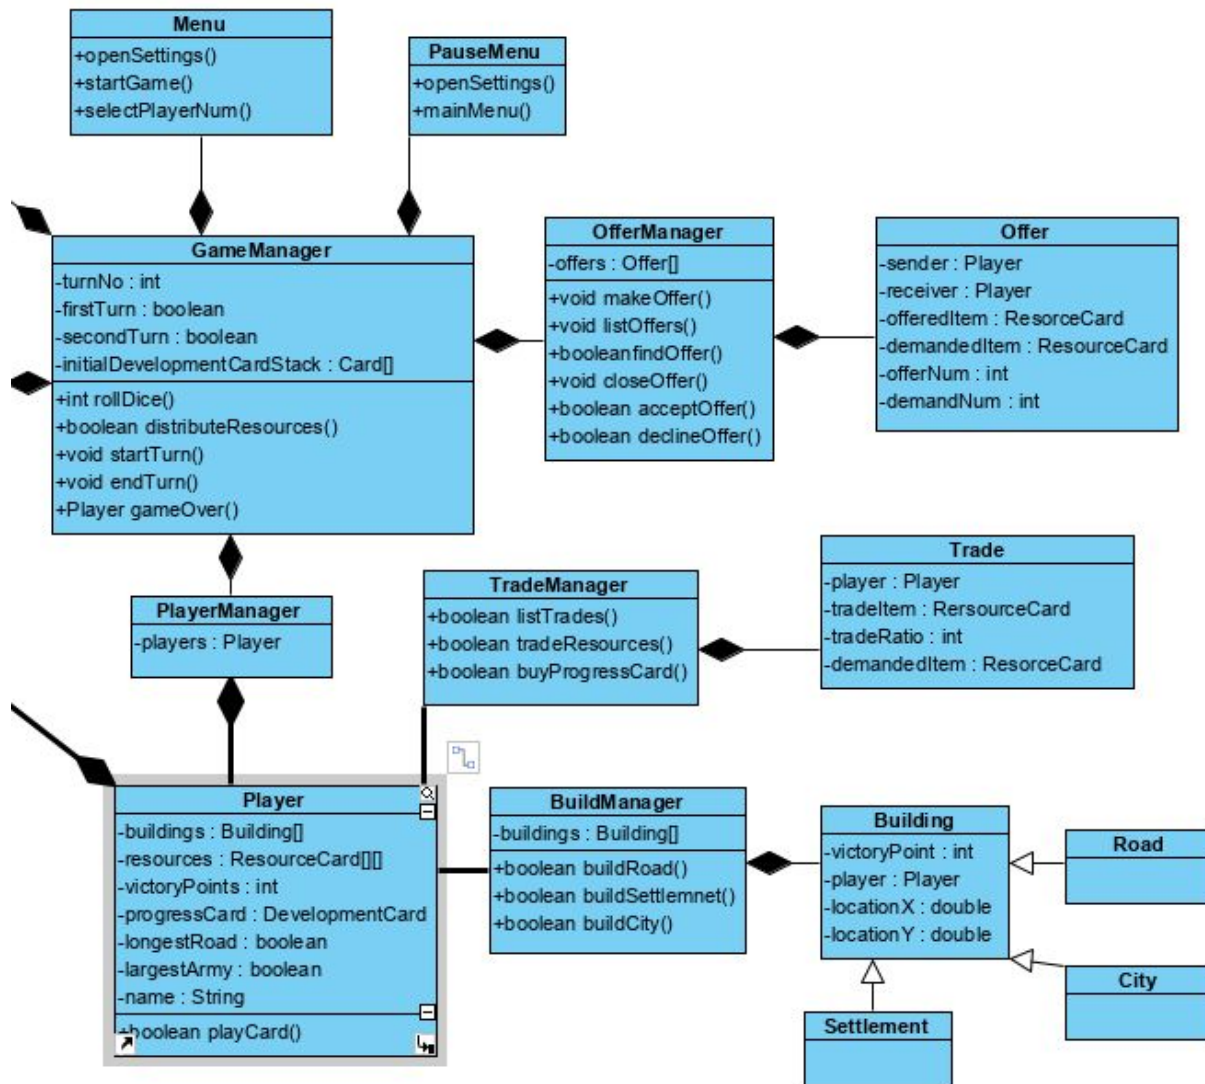 Menu
+openSettings()
+startGame()
+selectPlayerNum()
PauseMenu
+openSettings()
+mainMenu()
GameManager
-turnNo : int
-firstTurn : boolean
-secondTurn : boolean
-initialDevelopmentCardStack : Card[]
+int rollDice()
+boolean distributeResources()
+void startTurn()
+void endTurn()
+Player gameOver()
OfferManager
-offers : Offer[]
+void makeOffer()
+void listOffers()
+booleanfindOffer()
+void closeOffer()
+boolean acceptOffer()
+boolean declineOffer()
Offer
-sender : Player
-receiver : Player
-offeredItem : ResorceCard
-demandedItem : ResourceCard
-offerNum : int
-demandNum : int
PlayerManager
-players : Player
TradeManager
+boolean listTrades()
+boolean tradeResources()
+boolean buyProgressCard()
Trade
-player : Player
-tradeItem : RersourceCard
-tradeRatio : int
-demandedItem : ResorceCard
Player
-buildings : Building[]
-resources : ResourceCard[][]
-victoryPoints : int
-progressCard : DevelopmentCard
-longestRoad : boolean
-largestArmy : boolean
-name : String
+boolean playCard()
BuildManager
-buildings : Building[]
+boolean buildRoad()
+boolean buildSettlemnet()
+boolean buildCity()
Building
-victoryPoint : int
-player : Player
-locationX : double
-locationY : double
Road
City
Settlement